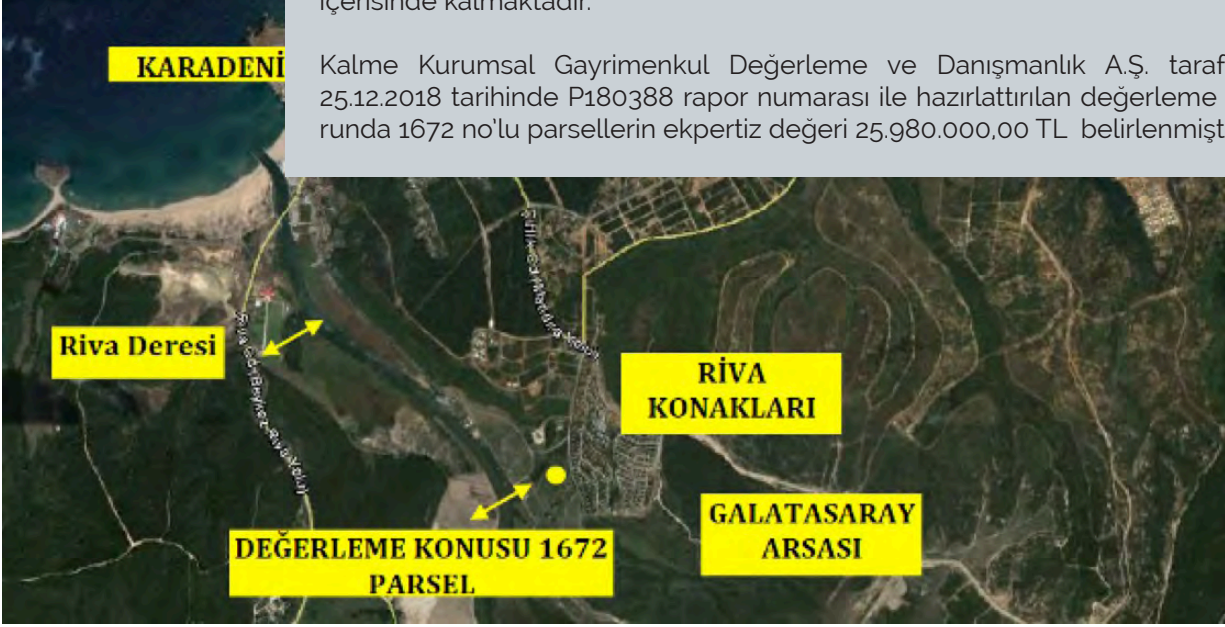 içerisinde kalmaktadır.
Kalme Kurumsal Gayrimenkul Değerleme ve Danışmanlık A.Ş. taraf
25.12.2018 tarihinde P180388 rapor numarası ile hazırlattırılan değerleme
runda 1672 no'lu parsellerin ekpertiz değeri 25.980.000,00 TL belirlenmişt
KARADENİ
Riva Deresi
RİVA
KONAKLARI
GALATASARAY
ARSASI
DEĞERLEME KONUSU 1672
PARSEL